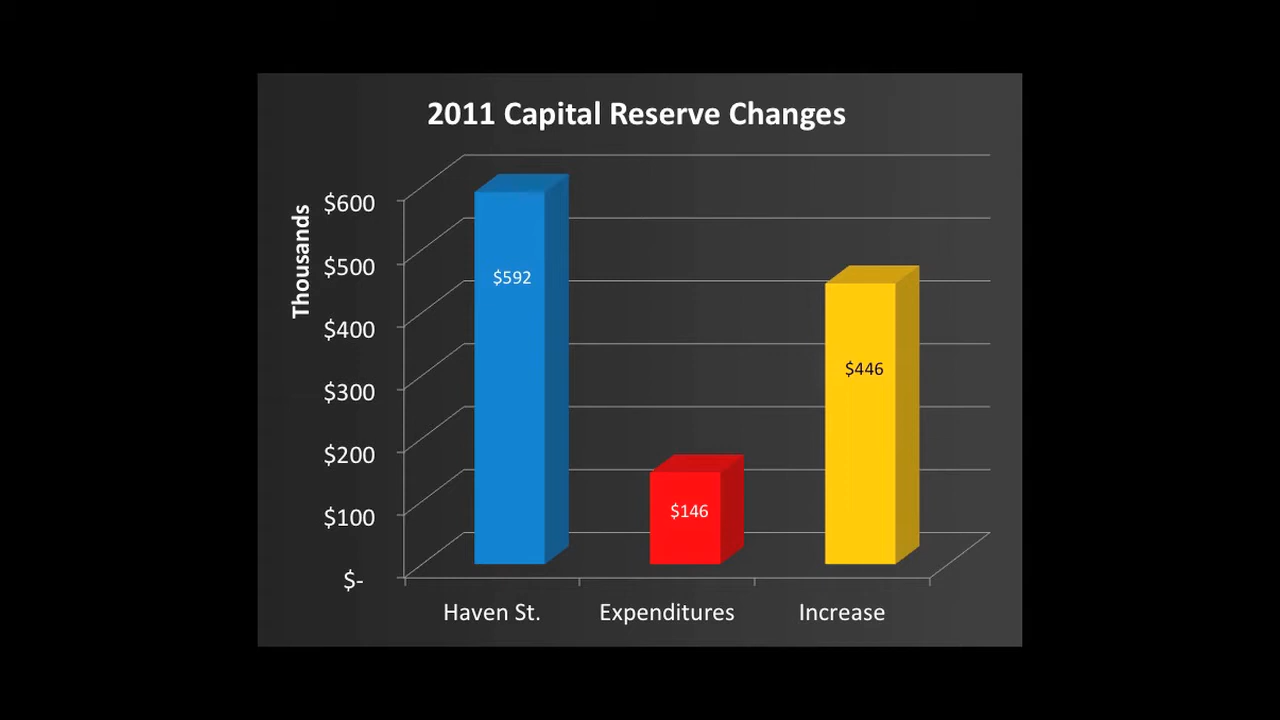 2011 Capital Reserve Changes
Thousands
$600
$500
$400
$300
$200
$100
$-
$592
$146
$446
Haven St.
Expenditures
Increase